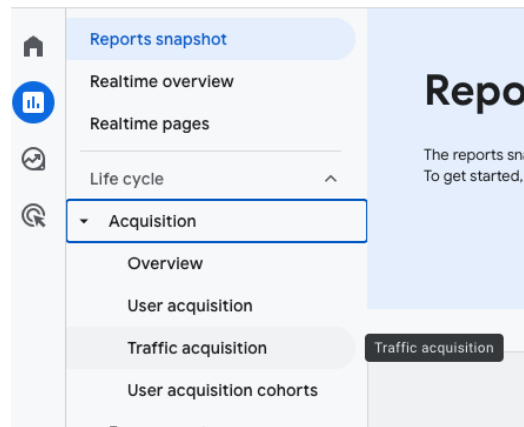 Reports snapshot
Realtime overview
Realtime pages
Life cycle
Acquisition
Overview
User acquisition
Traffic acquisition
User acquisition cohorts
Repo
The reports sna
To get started,
Traffic acquisition